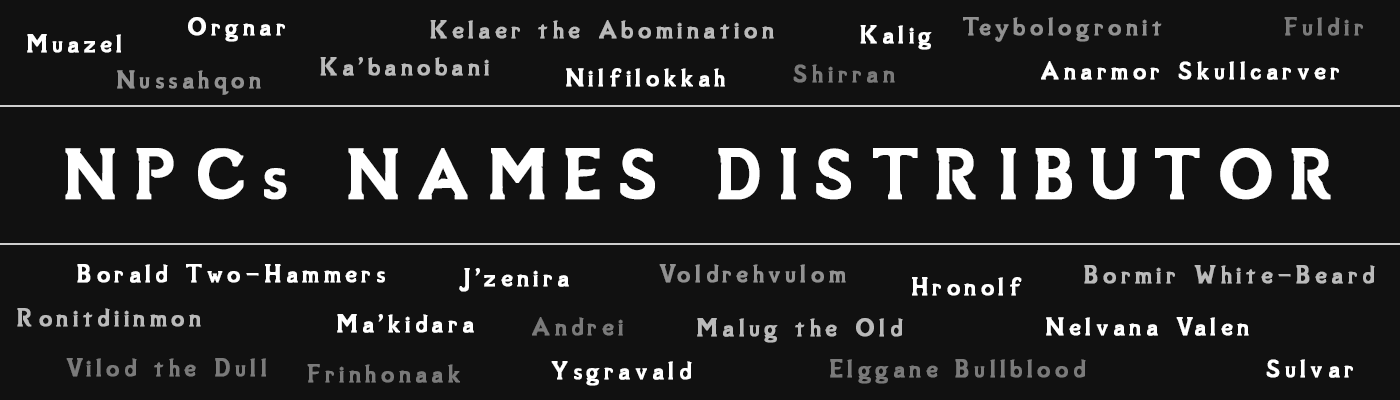 Muazel Orgnar Kelaer the Abomination Kalig Teybologronit Fuldir
Nussahqon Ka'banobani Nilfilokkah Shirran Anarmor Skullcarver
NPCs NAMES DISTRIBUTOR
Borald Two-Hammers J'zenira Voldrehvulom Hronolf Bormir White-Beard
Ronitdiinmon Ma'kidara Andrei Malug the Old Nelvana Valen
Vilod the Dull Frinhonaak Ysgravald Elggane Bullblood Sulvar